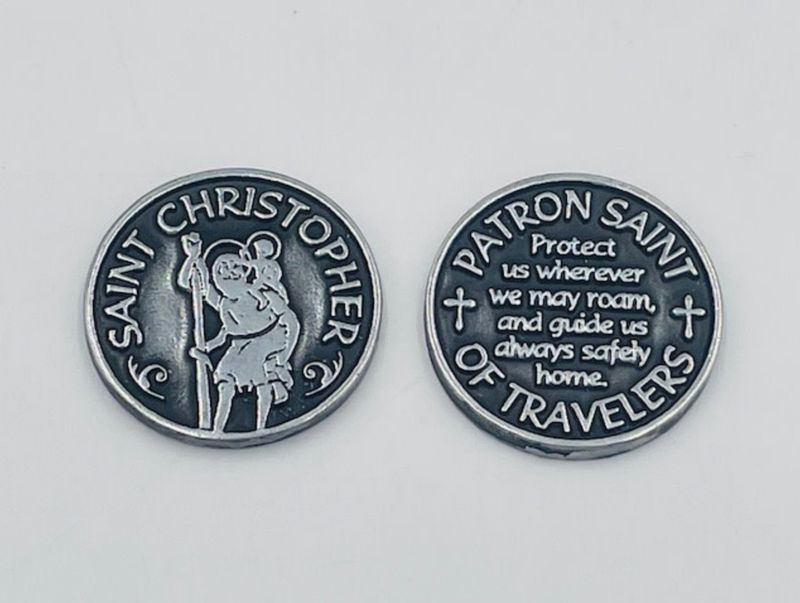 SAINT CHRISTOPHER
PATRON SAINT
Protect
us wherever
we may roam,
and guide us
always safely
home.
OF TRAVELERS